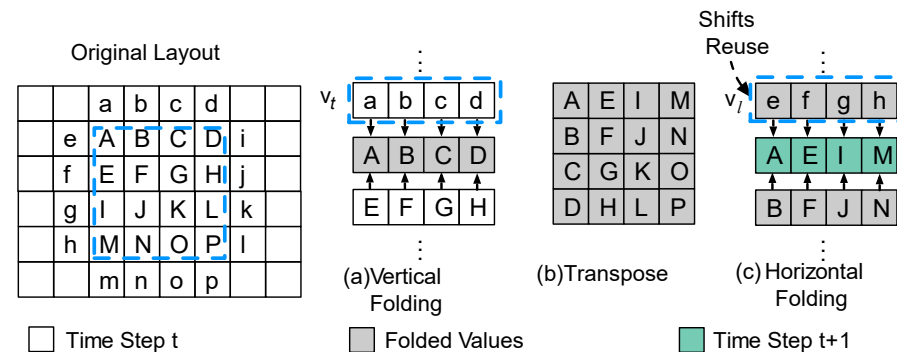 Original Layout
a b c d
e A B C D i
f E F G H j
g I J K L k
h M N O P l
m n o p
⋮
v_t a b c d
A B C D
E F G H
⋮
(a)Vertical
Folding
A E I M
B F J N
C G K O
D H L P
(b)Transpose
Shifts
Reuse
⋮
v_l e f g h
A E I M
B F J N
⋮
(c)Horizontal
Folding
Time Step t
Folded Values
Time Step t+1